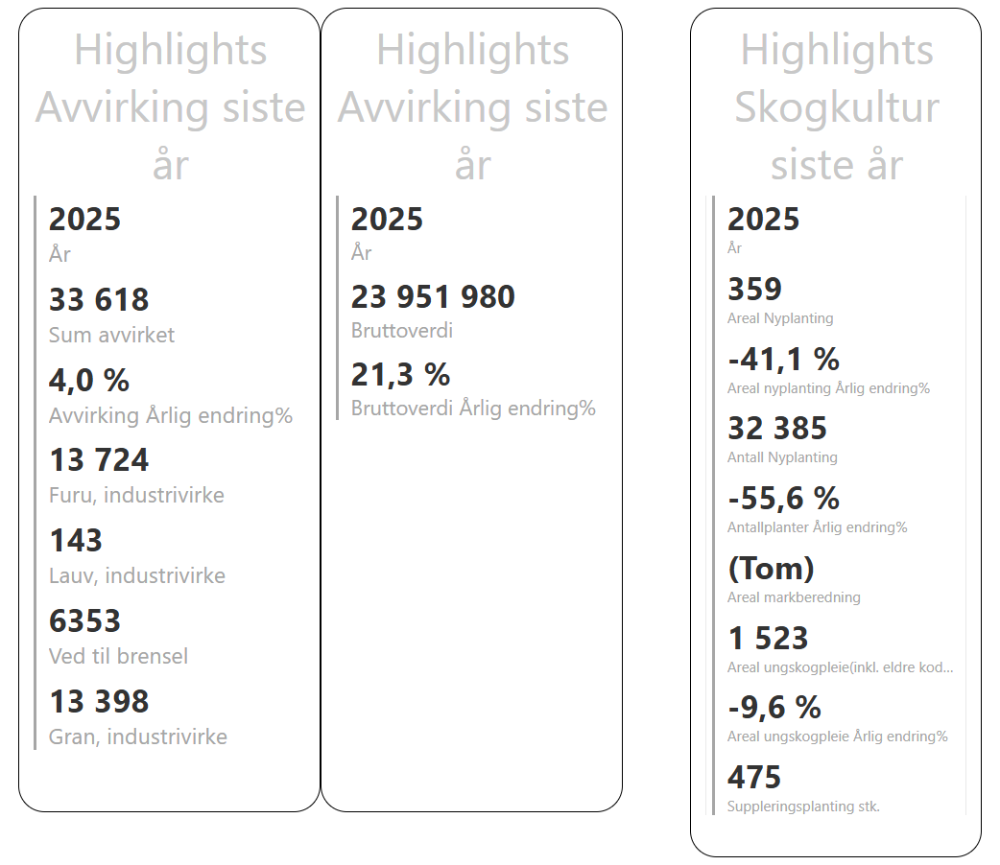 Highlights
Avvirking siste
år
2025
År
33 618
Sum avvirket
4,0 %
Avvirking Årlig endring%
13 724
Furu, industrivirke
143
Lauv, industrivirke
6353
Ved til brensel
13 398
Gran, industrivirke
Highlights
Avvirking siste
år
2025
År
23 951 980
Bruttoverdi
21,3 %
Bruttoverdi Årlig endring%
Highlights
Skogkultur
siste år
2025
År
359
Areal Nyplanting
-41,1 %
Areal nyplanting Årlig endring%
32 385
Antall Nyplanting
-55,6 %
Antallplanter Årlig endring%
(Tom)
Areal markberedning
1 523
Areal ungskogpleie(inkl. eldre kod...
-9,6 %
Areal ungskogpleie Årlig endring%
475
Suppleringsplanting stk.